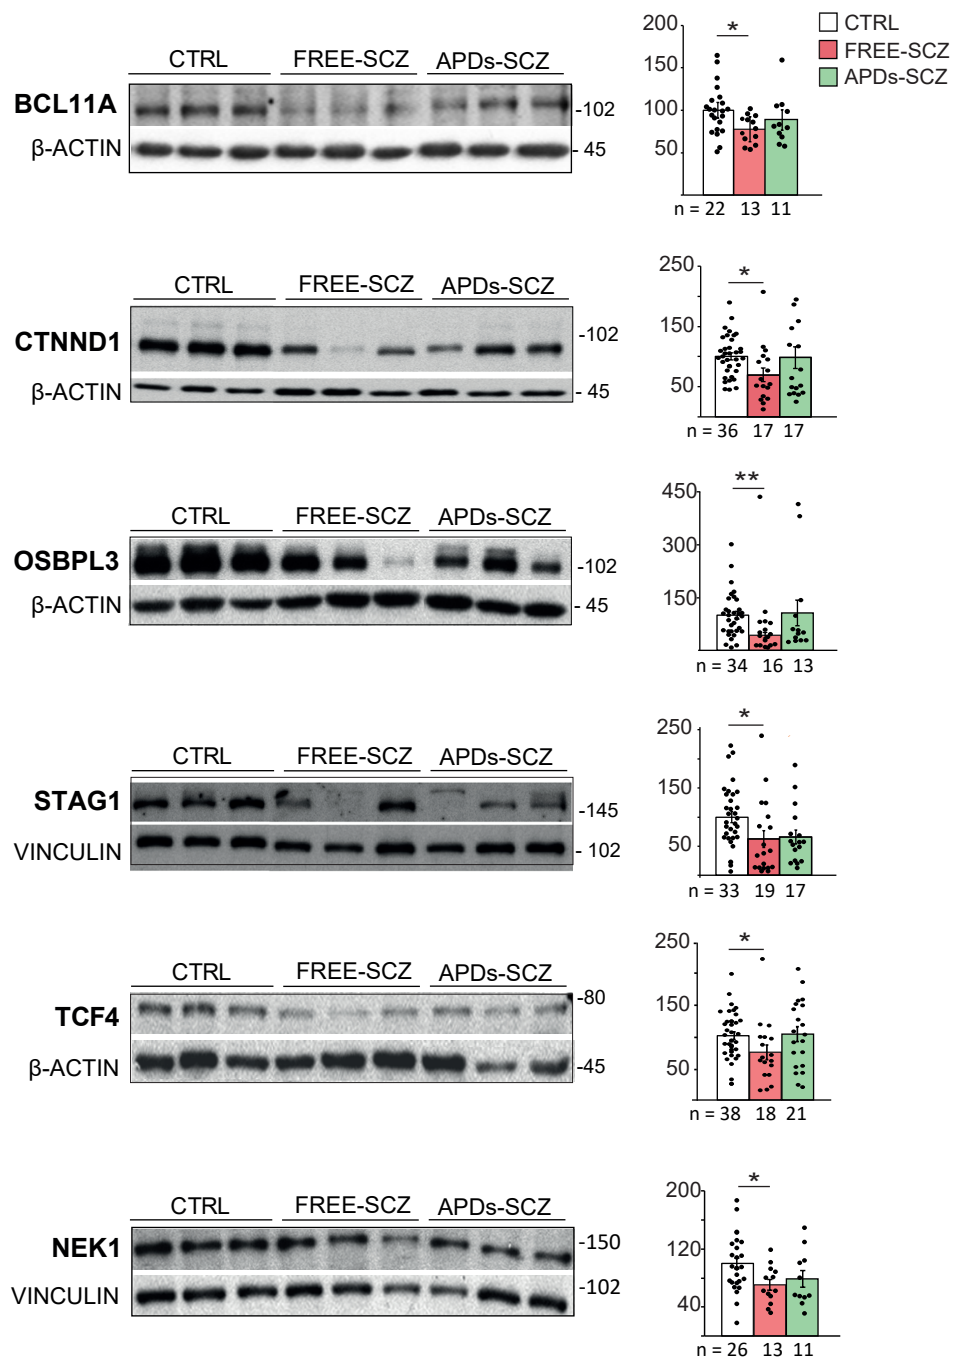 CTRL FREE-SCZ APDs-SCZ
BCL11A -102
β-ACTIN - 45
200
150
100
50
*
CTRL
FREE-SCZ
APDs-SCZ
n = 22 13 11
CTRL FREE-SCZ APDs-SCZ
CTNND1 -102
β-ACTIN - 45
250
150
50
*
n = 36 17 17
CTRL FREE-SCZ APDs-SCZ
OSBPL3 -102
β-ACTIN - 45
450
300
150
**
n = 34 16 13
CTRL FREE-SCZ APDs-SCZ
STAG1 -145
VINCULIN - 102
250
150
50
*
n = 33 19 17
CTRL FREE-SCZ APDs-SCZ
TCF4 -80
β-ACTIN -45
250
150
50
*
n = 38 18 21
CTRL FREE-SCZ APDs-SCZ
NEK1 -150
VINCULIN -102
200
120
40
*
n = 26 13 11